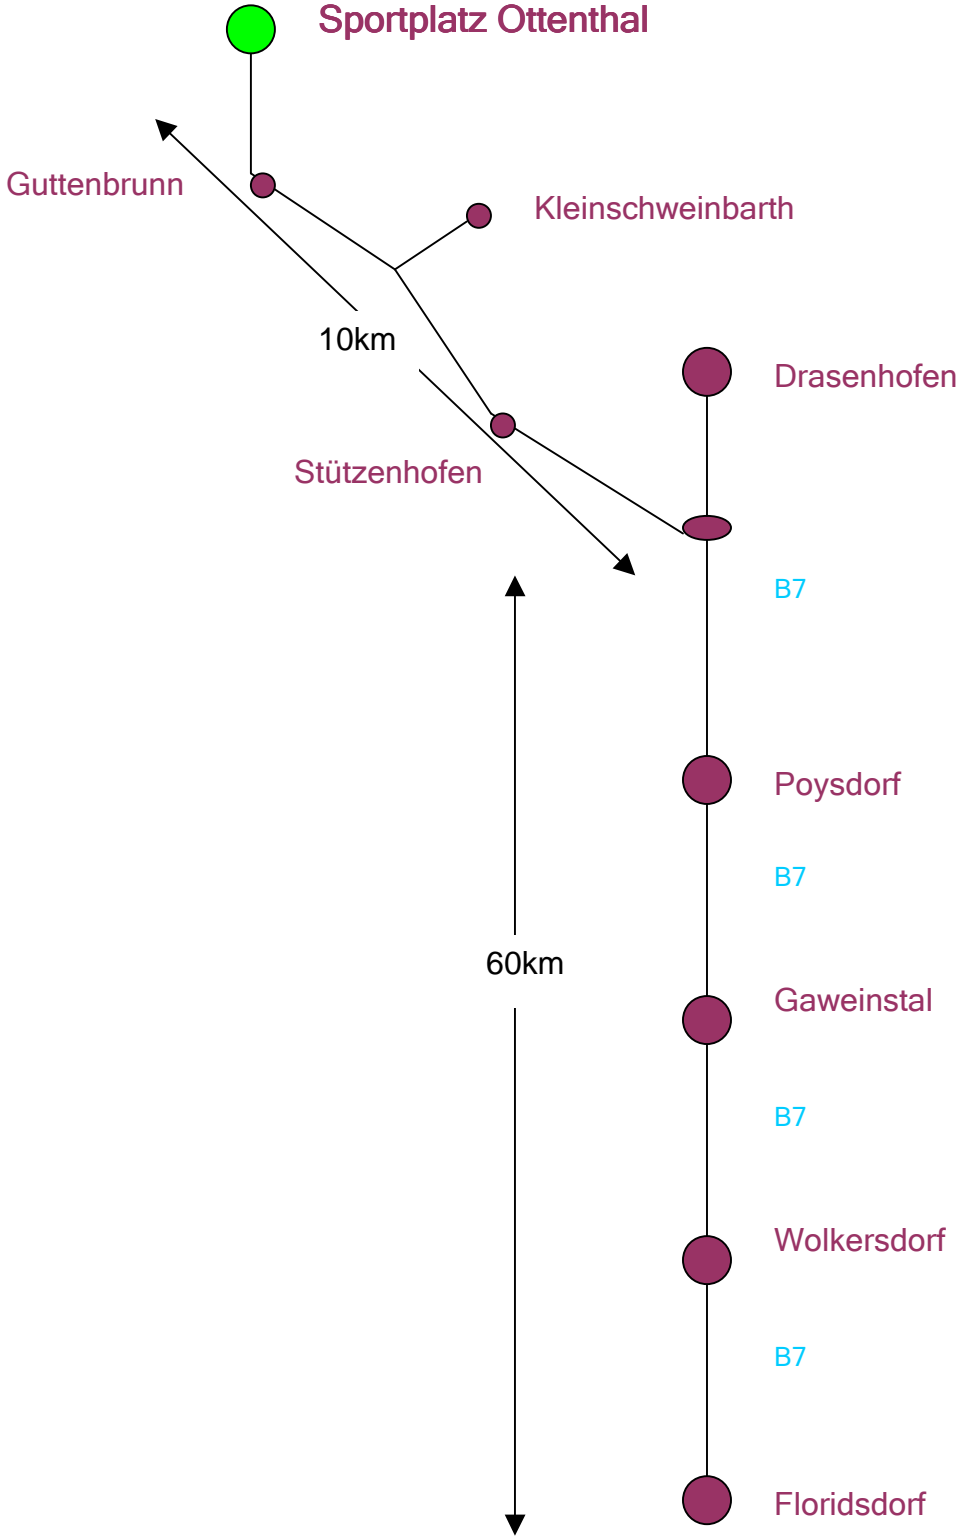 Sportplatz Ottenthal
Guttenbrunn
Kleinschweinbarth
10km
Drasenhofen
Stützenhofen
B7
Poysdorf
B7
60km
Gaweinstal
B7
Wolkersdorf
B7
Floridsdorf